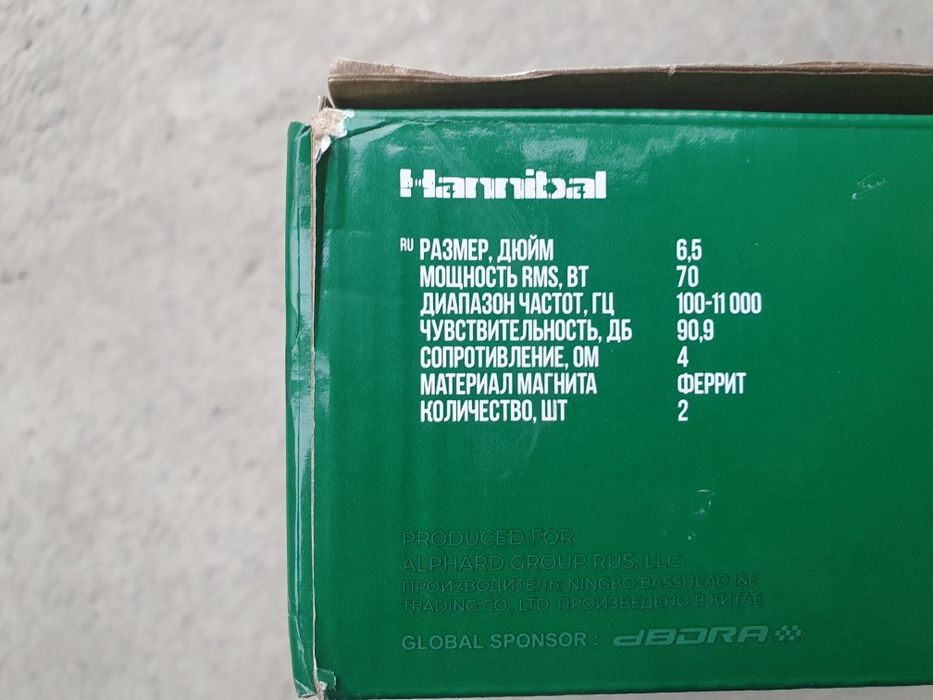 Hannibal
RU РАЗМЕР, ДЮЙМ 6,5
МОЩНОСТЬ RMS, ВТ 70
ДИАПАЗОН ЧАСТОТ, ГЦ 100-11 000
ЧУВСТВИТЕЛЬНОСТЬ, ДБ 90,9
СОПРОТИВЛЕНИЕ, ОМ 4
МАТЕРИАЛ МАГНИТА ФЕРРИТ
КОЛИЧЕСТВО, ШТ 2
PRODUCED FOR
ALPHARD GROUP RUS, LLC
ПРОИЗВОДИТЕЛЬ: NINGBO BASSHEAD I&E
TRADING CO., LTD. ПРОИЗВЕДЕНО В КИТАЕ
GLOBAL SPONSOR : dBDRA